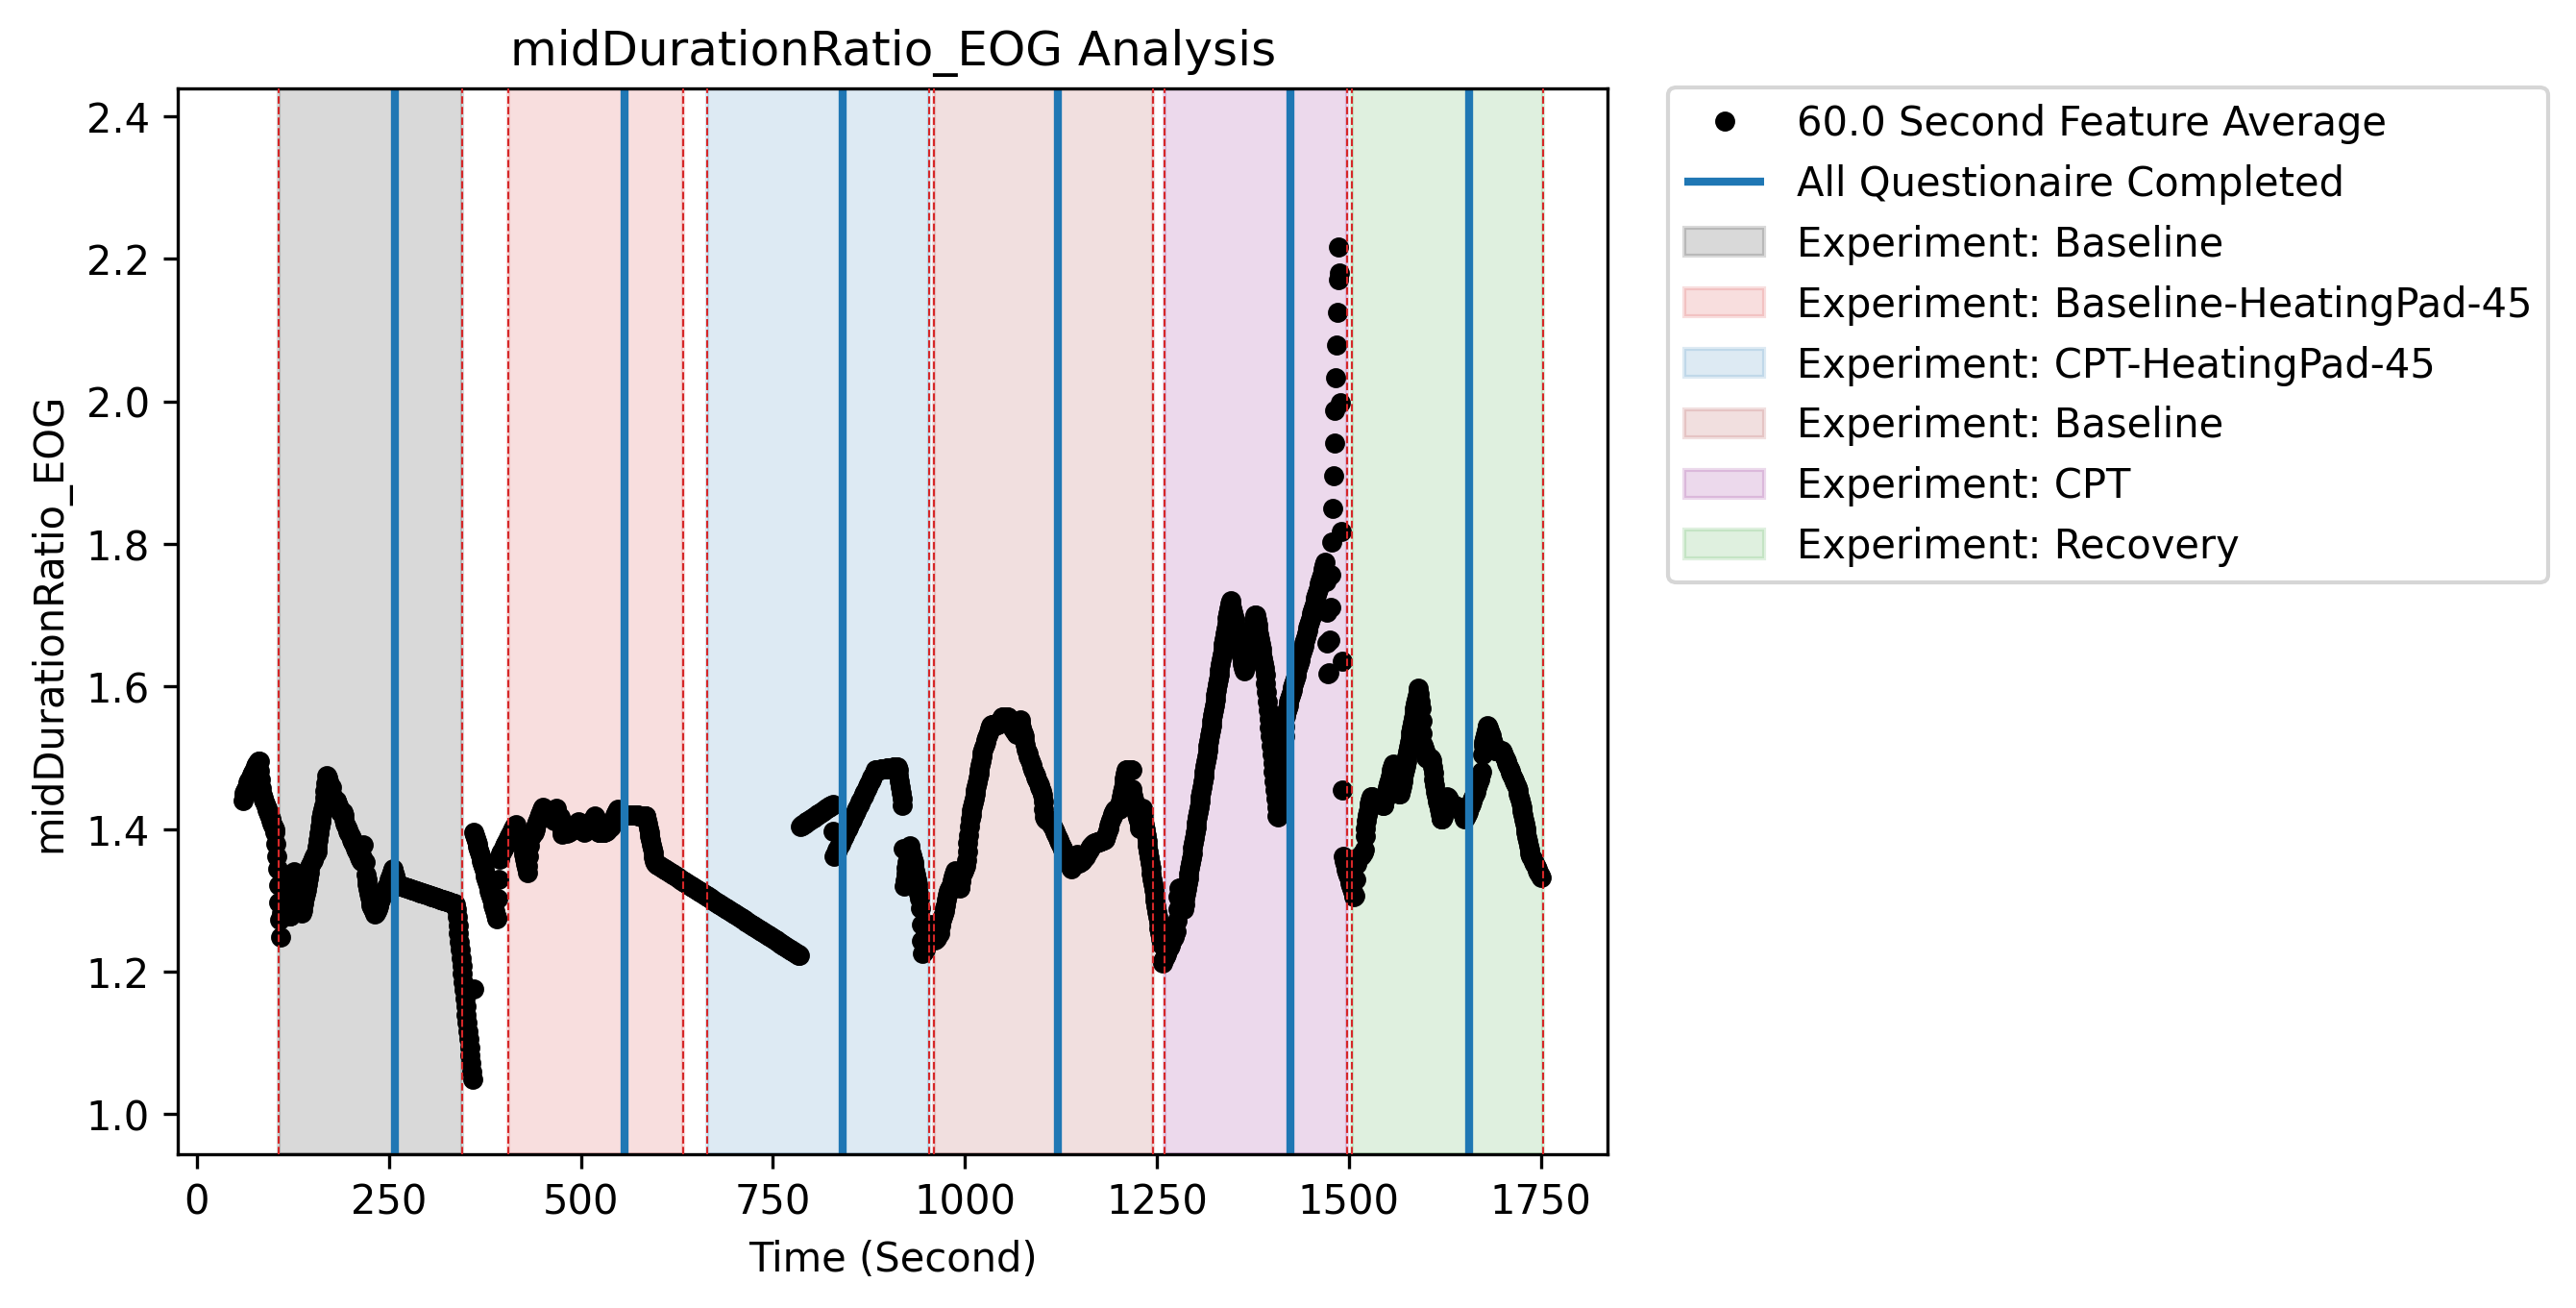 midDurationRatio_EOG Analysis
midDurationRatio_EOG
2.4
2.2
2.0
1.8
1.6
1.4
1.2
1.0
0
250
500
750
1000
1250
1500
1750
Time (Second)
60.0 Second Feature Average
All Questionaire Completed
Experiment: Baseline
Experiment: Baseline-HeatingPad-45
Experiment: CPT-HeatingPad-45
Experiment: Baseline
Experiment: CPT
Experiment: Recovery